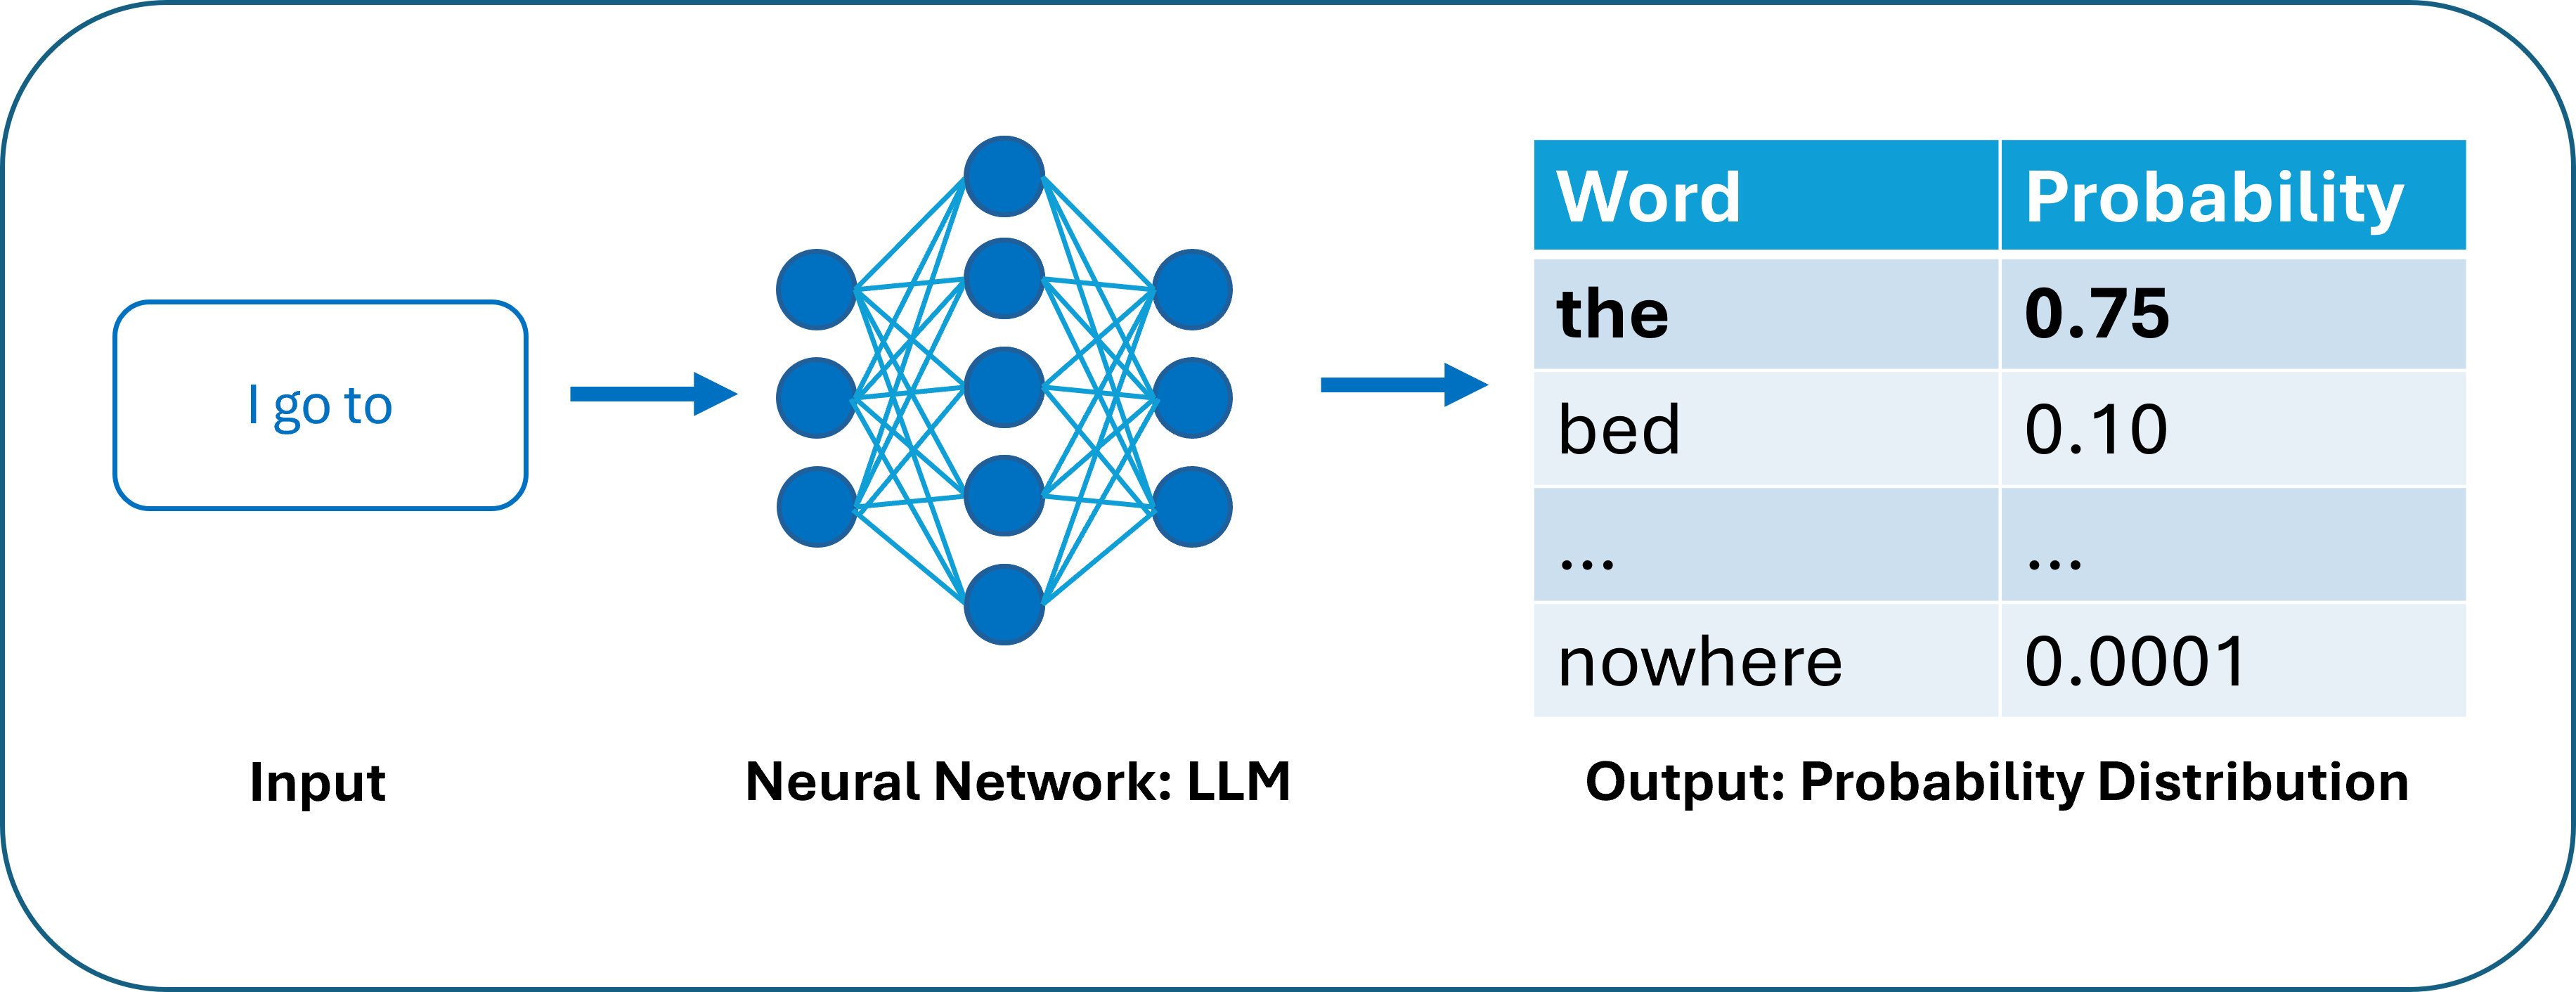 I go to
Word Probability
the 0.75
bed 0.10
... ...
nowhere 0.0001
Input
Neural Network: LLM
Output: Probability Distribution